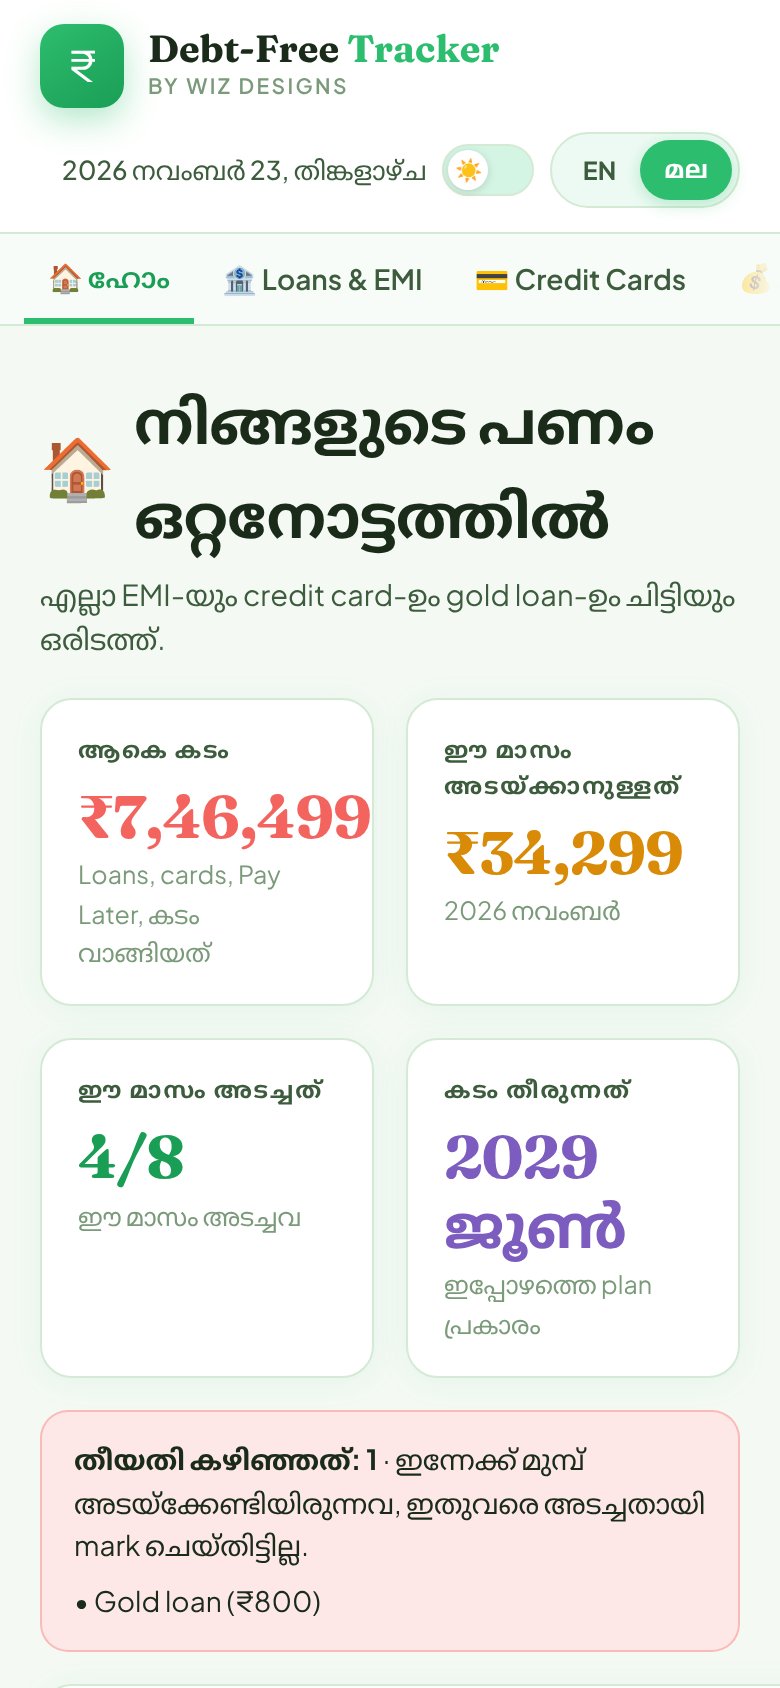 ₹
Debt-Free Tracker
BY WIZ DESIGNS
2026 നവംബർ 23, തിങ്കളാഴ്ച
EN
മല
ഹോം
Loans & EMI
Credit Cards
നിങ്ങളുടെ പണം
ഒറ്റനോട്ടത്തിൽ
എല്ലാ EMI-യും credit card-ഉം gold loan-ഉം ചിട്ടിയും
ഒരിടത്ത്.
ആകെ കടം
₹7,46,499
Loans, cards, Pay
Later, കടം
വാങ്ങിയത്
ഈ മാസം
അടയ്ക്കാനുള്ളത്
₹34,299
2026 നവംബർ
ഈ മാസം അടച്ചത്
4/8
ഈ മാസം അടച്ചവ
കടം തീരുന്നത്
2029
ജൂൺ
ഇപ്പോഴത്തെ plan
പ്രകാരം
തീയതി കഴിഞ്ഞത്: 1 · ഇന്നേക്ക് മുമ്പ്
അടയ്ക്കേണ്ടിയിരുന്നവ, ഇതുവരെ അടച്ചതായി
mark ചെയ്തിട്ടില്ല.
• Gold loan (₹800)